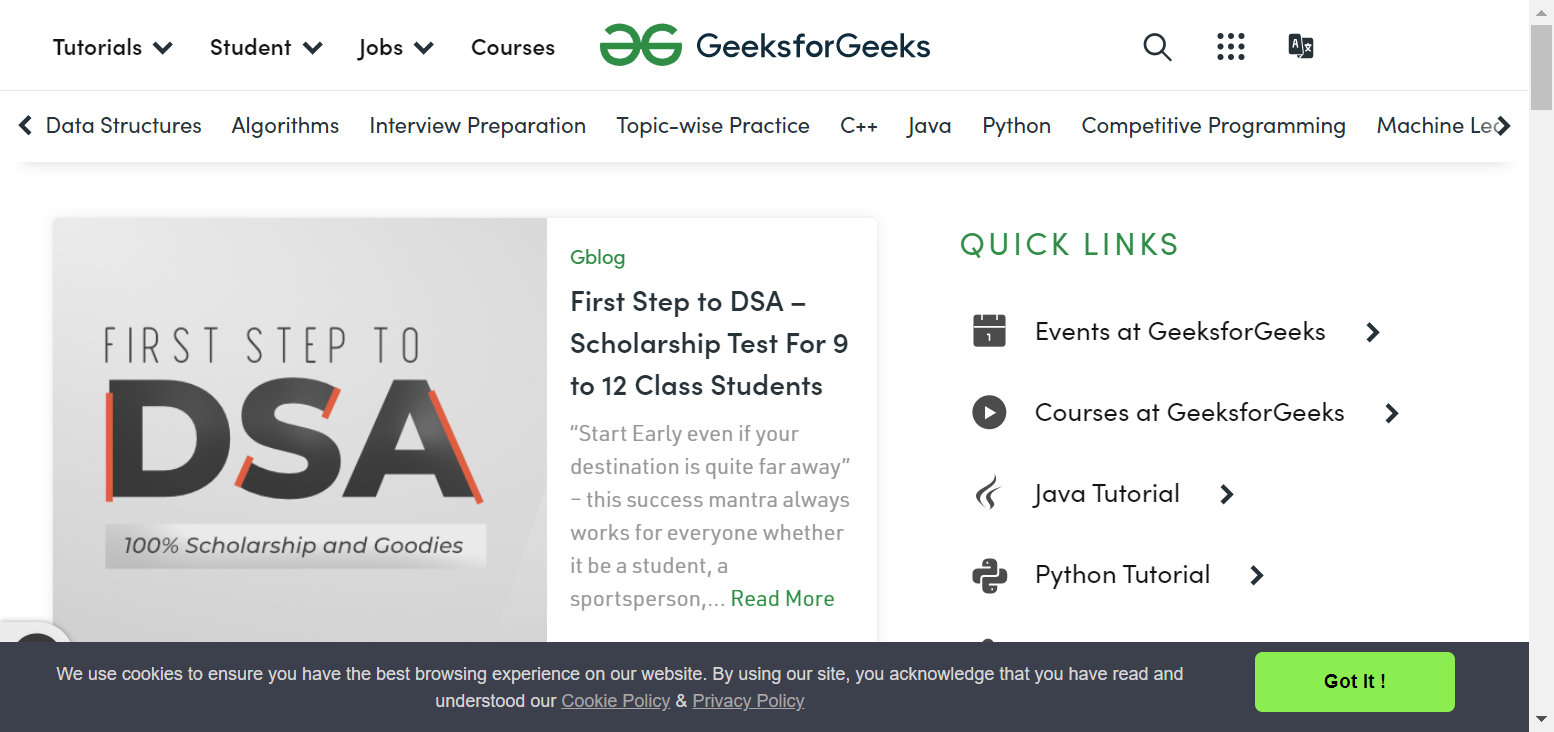 Tutorials Student Jobs Courses GeeksforGeeks
Data Structures Algorithms Interview Preparation Topic-wise Practice C++ Java Python Competitive Programming Machine
FIRST STEP TO
DSA
100% Scholarship and Goodies
Gblog
First Step to DSA –
Scholarship Test For 9
to 12 Class Students
“Start Early even if your
destination is quite far away”
– this success mantra always
works for everyone whether
it be a student, a
sportsperson,... Read More
QUICK LINKS
Events at GeeksforGeeks
Courses at GeeksforGeeks
Java Tutorial
Python Tutorial
We use cookies to ensure you have the best browsing experience on our website. By using our site, you acknowledge that you have read and
understood our Cookie Policy & Privacy Policy
Got It !